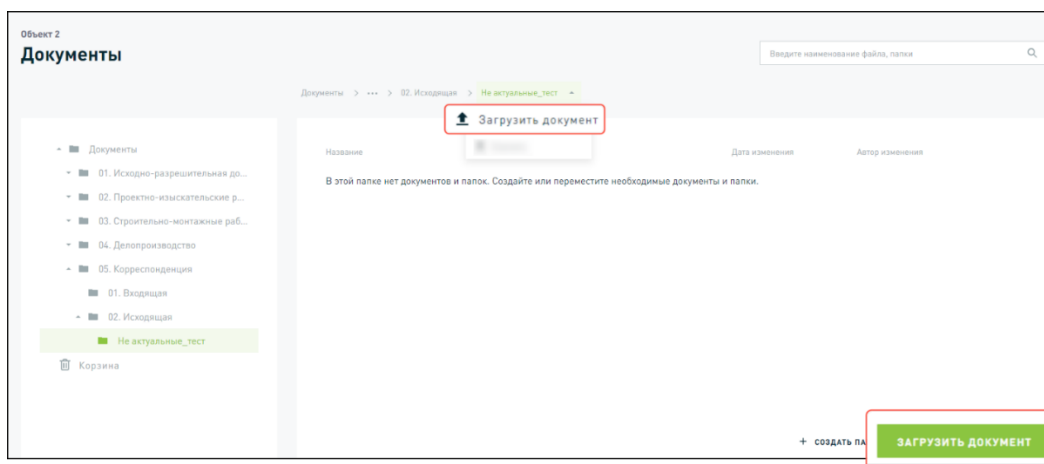 Объект 2
Документы
Введите наименование файла, папки
Документы > ••• > 02. Исходящая > Не актуальные_тест
Загрузить документ
Название Дата изменения Автор изменения
В этой папке нет документов и папок. Создайте или переместите необходимые документы и папки.
Документы
01. Исходно-разрешительная до...
02. Проектно-изыскательские р...
03. Строительно-монтажные раб...
04. Делопроизводство
05. Корреспонденция
01. Входящая
02. Исходящая
Не актуальные_тест
Корзина
+ СОЗДАТЬ ПА
ЗАГРУЗИТЬ ДОКУМЕНТ